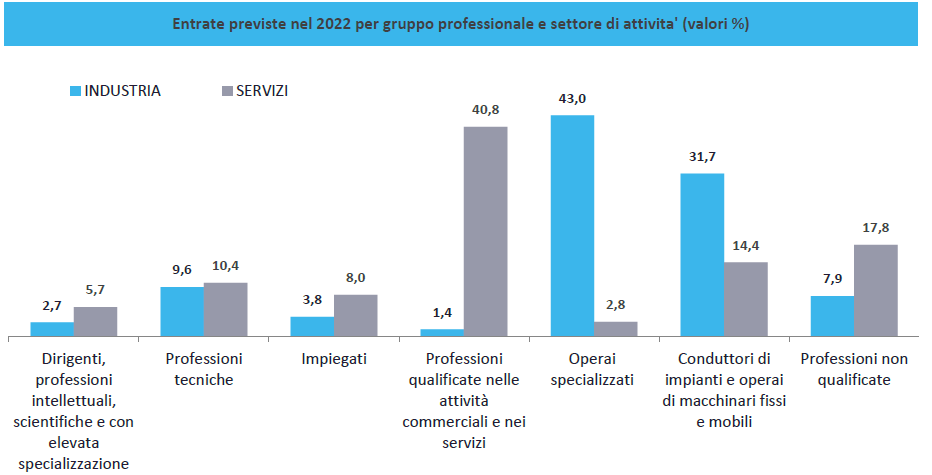 Entrate previste nel 2022 per gruppo professionale e settore di attivita' (valori %)
INDUSTRIA
SERVIZI
2,7
5,7
9,6
10,4
3,8
8,0
1,4
40,8
43,0
2,8
31,7
14,4
7,9
17,8
Dirigenti,
professioni
intellettuali,
scientifiche e con
elevata
specializzazione
Professioni
tecniche
Impiegati
Professioni
qualificate nelle
attività
commerciali e nei
servizi
Operai
specializzati
Conduttori di
impianti e operai
di macchinari fissi
e mobili
Professioni non
qualificate